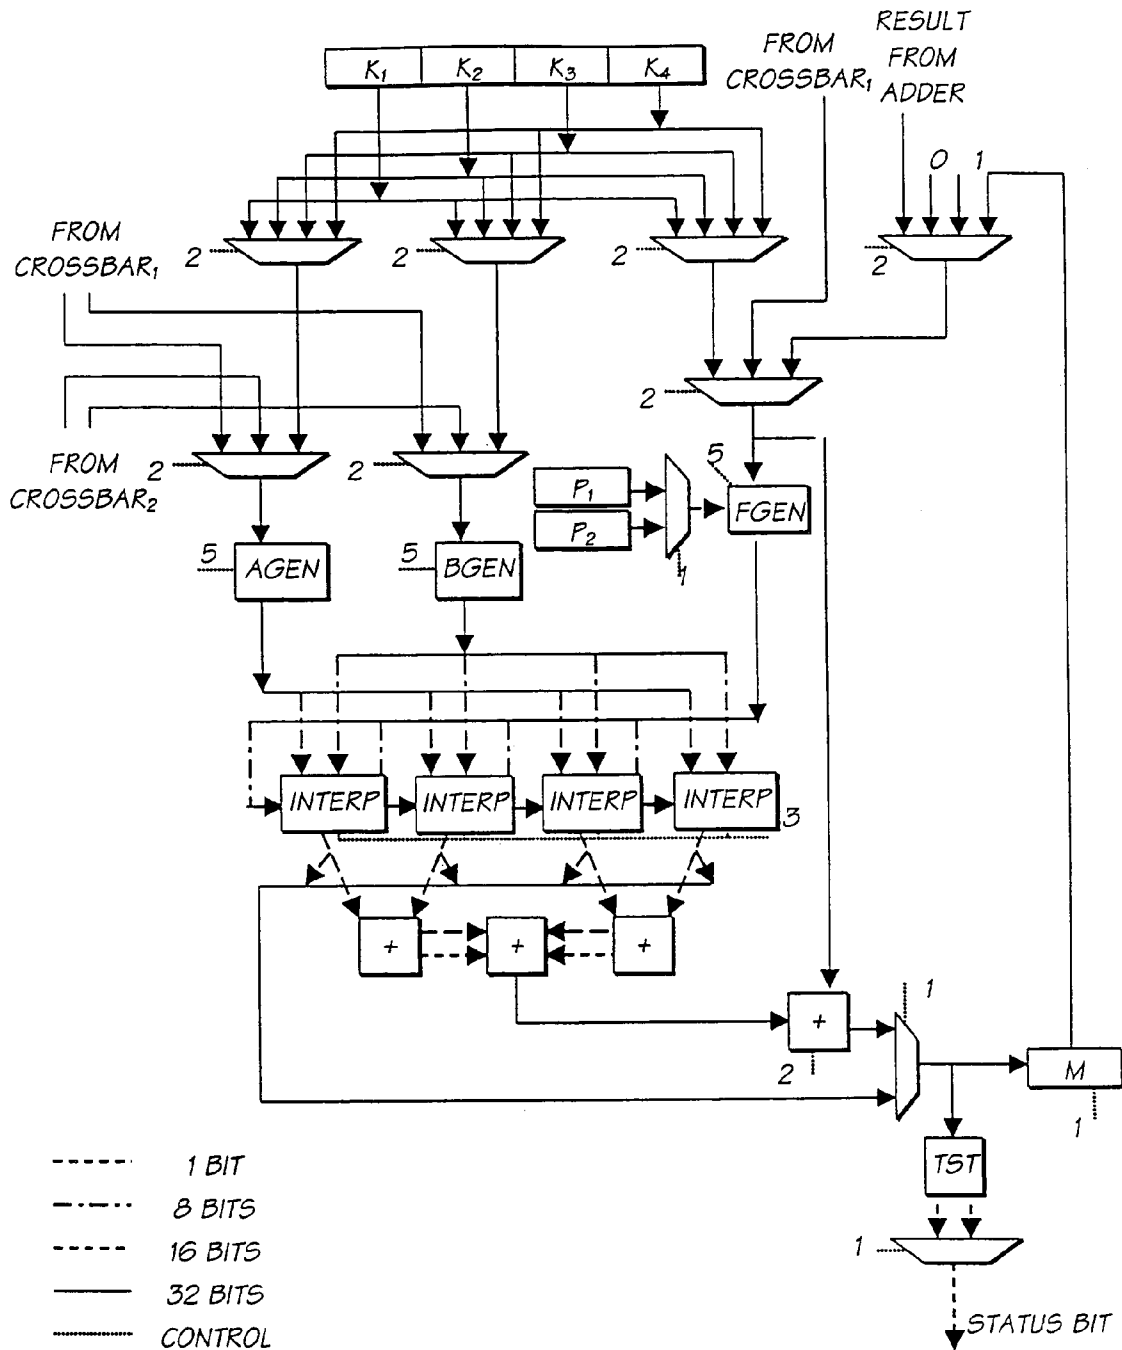 RESULT
FROM
ADDER
FROM
CROSSBAR₁
K₁ K₂ K₃ K₄
0 1
FROM
CROSSBAR₁
2 2 2 2
2
FROM
CROSSBAR₂
2 2
P₁
P₂
5
FGEN
1
5 AGEN
5 BGEN
INTERP INTERP INTERP INTERP 3
+ + +
+
2
1
M
1
TST
1
STATUS BIT
1 BIT
8 BITS
16 BITS
32 BITS
CONTROL